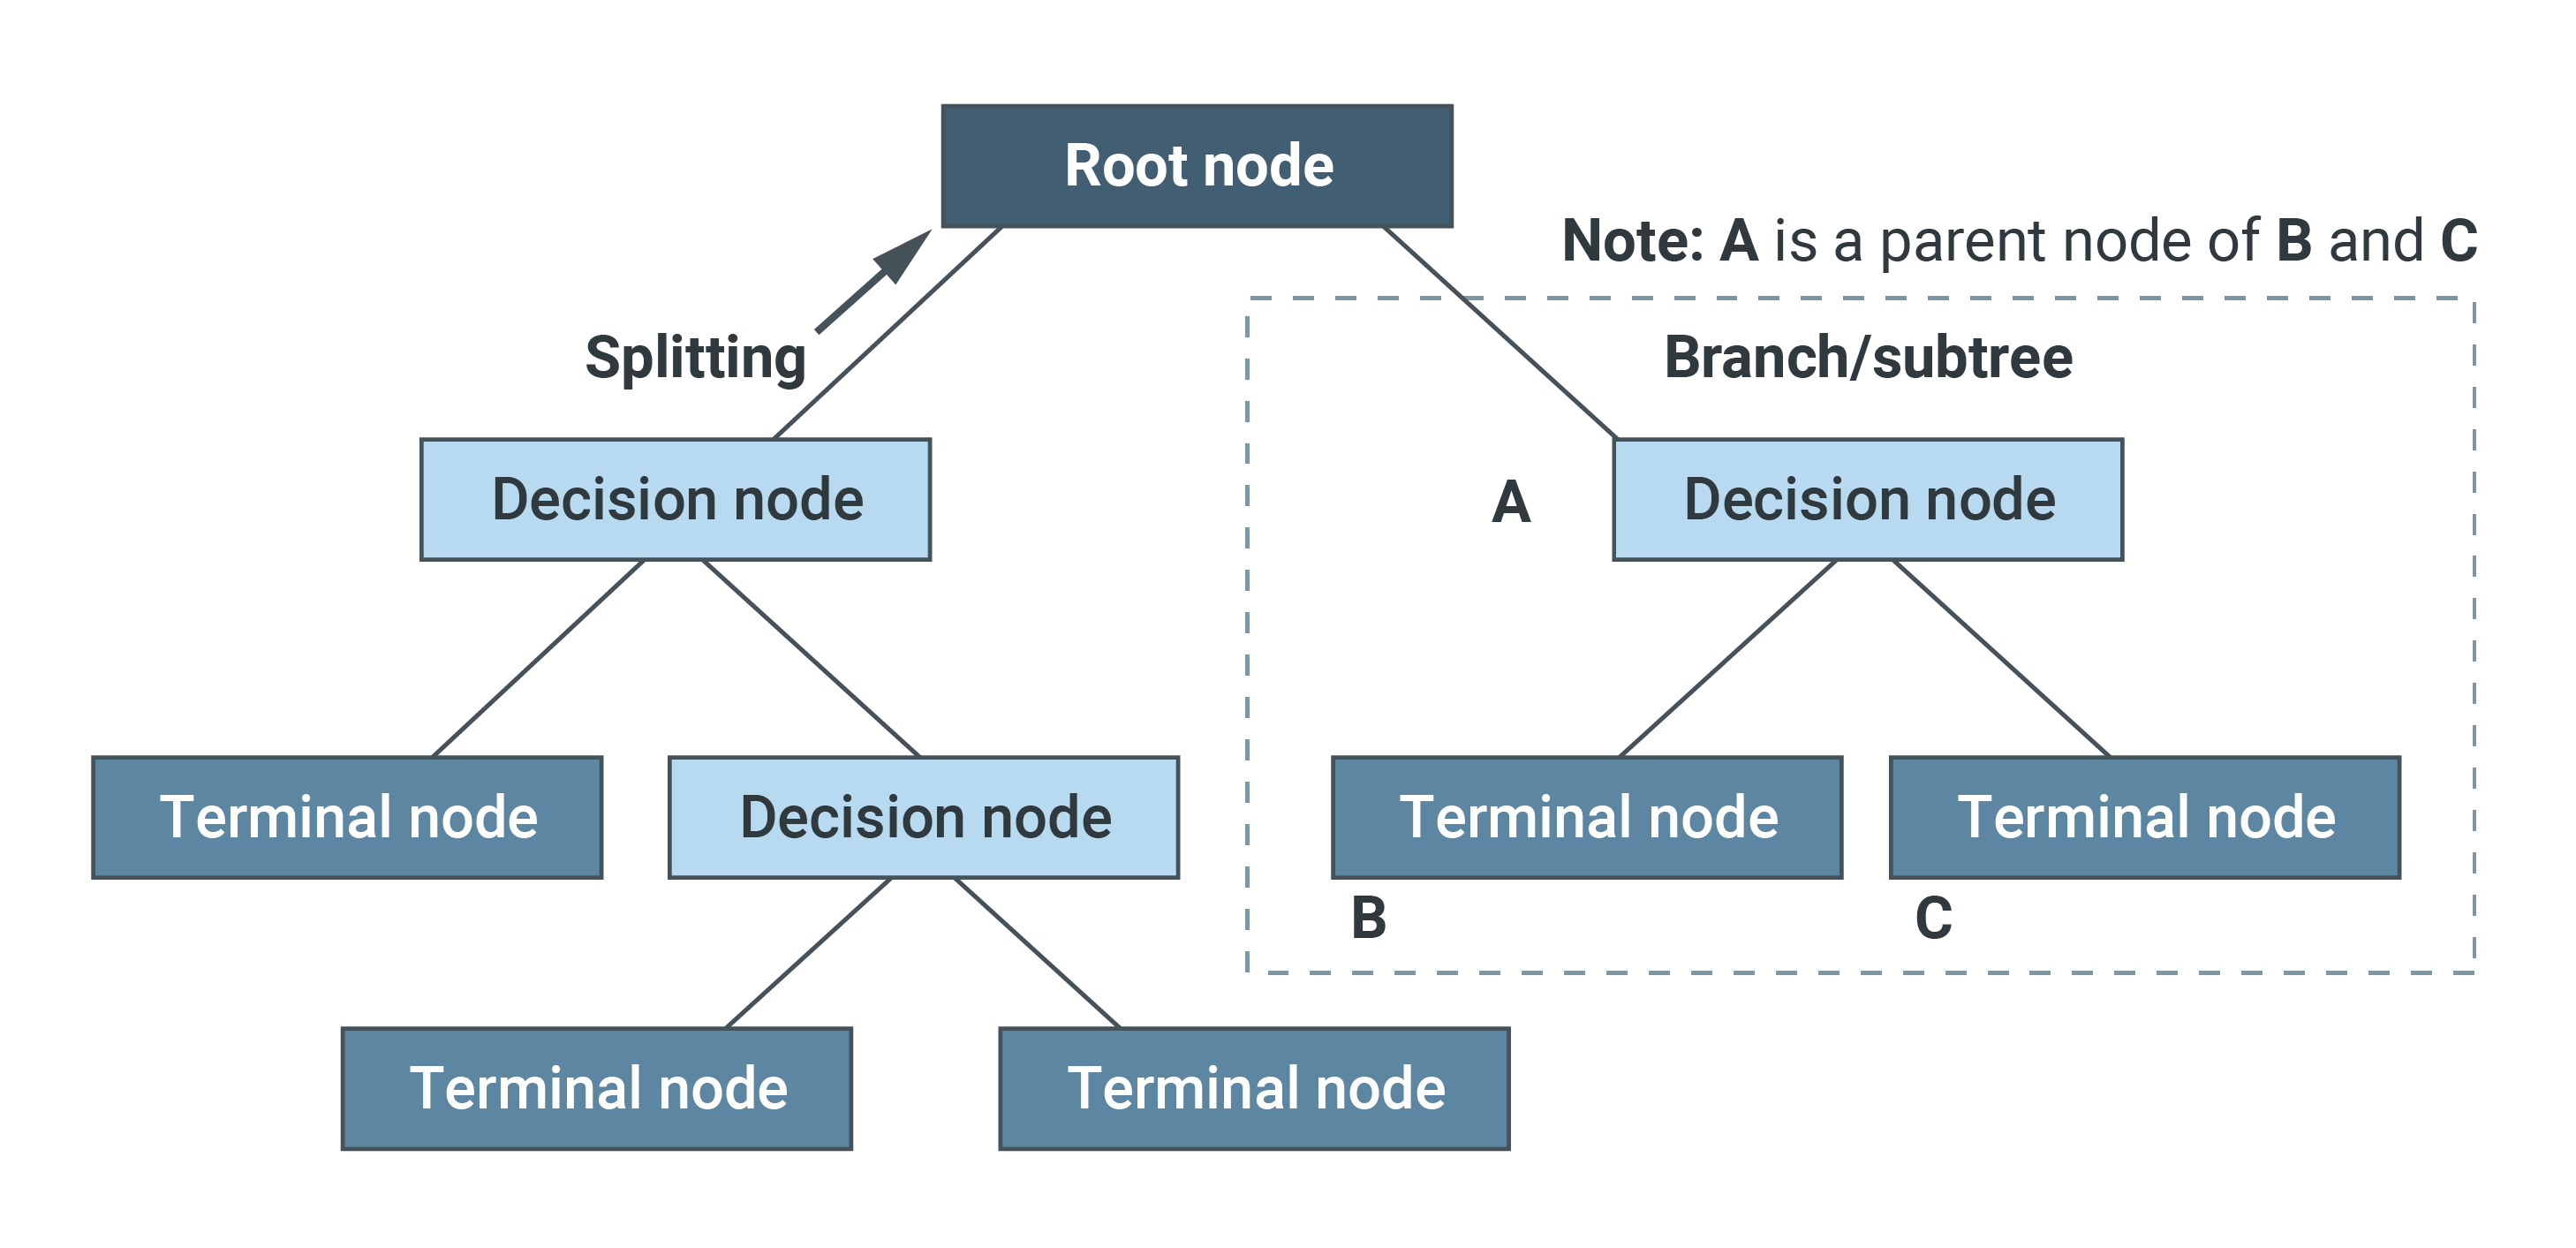 Root node
Note: A is a parent node of B and C
Splitting
Branch/subtree
Decision node
A
Decision node
Terminal node
Decision node
Terminal node
Terminal node
B
C
Terminal node
Terminal node